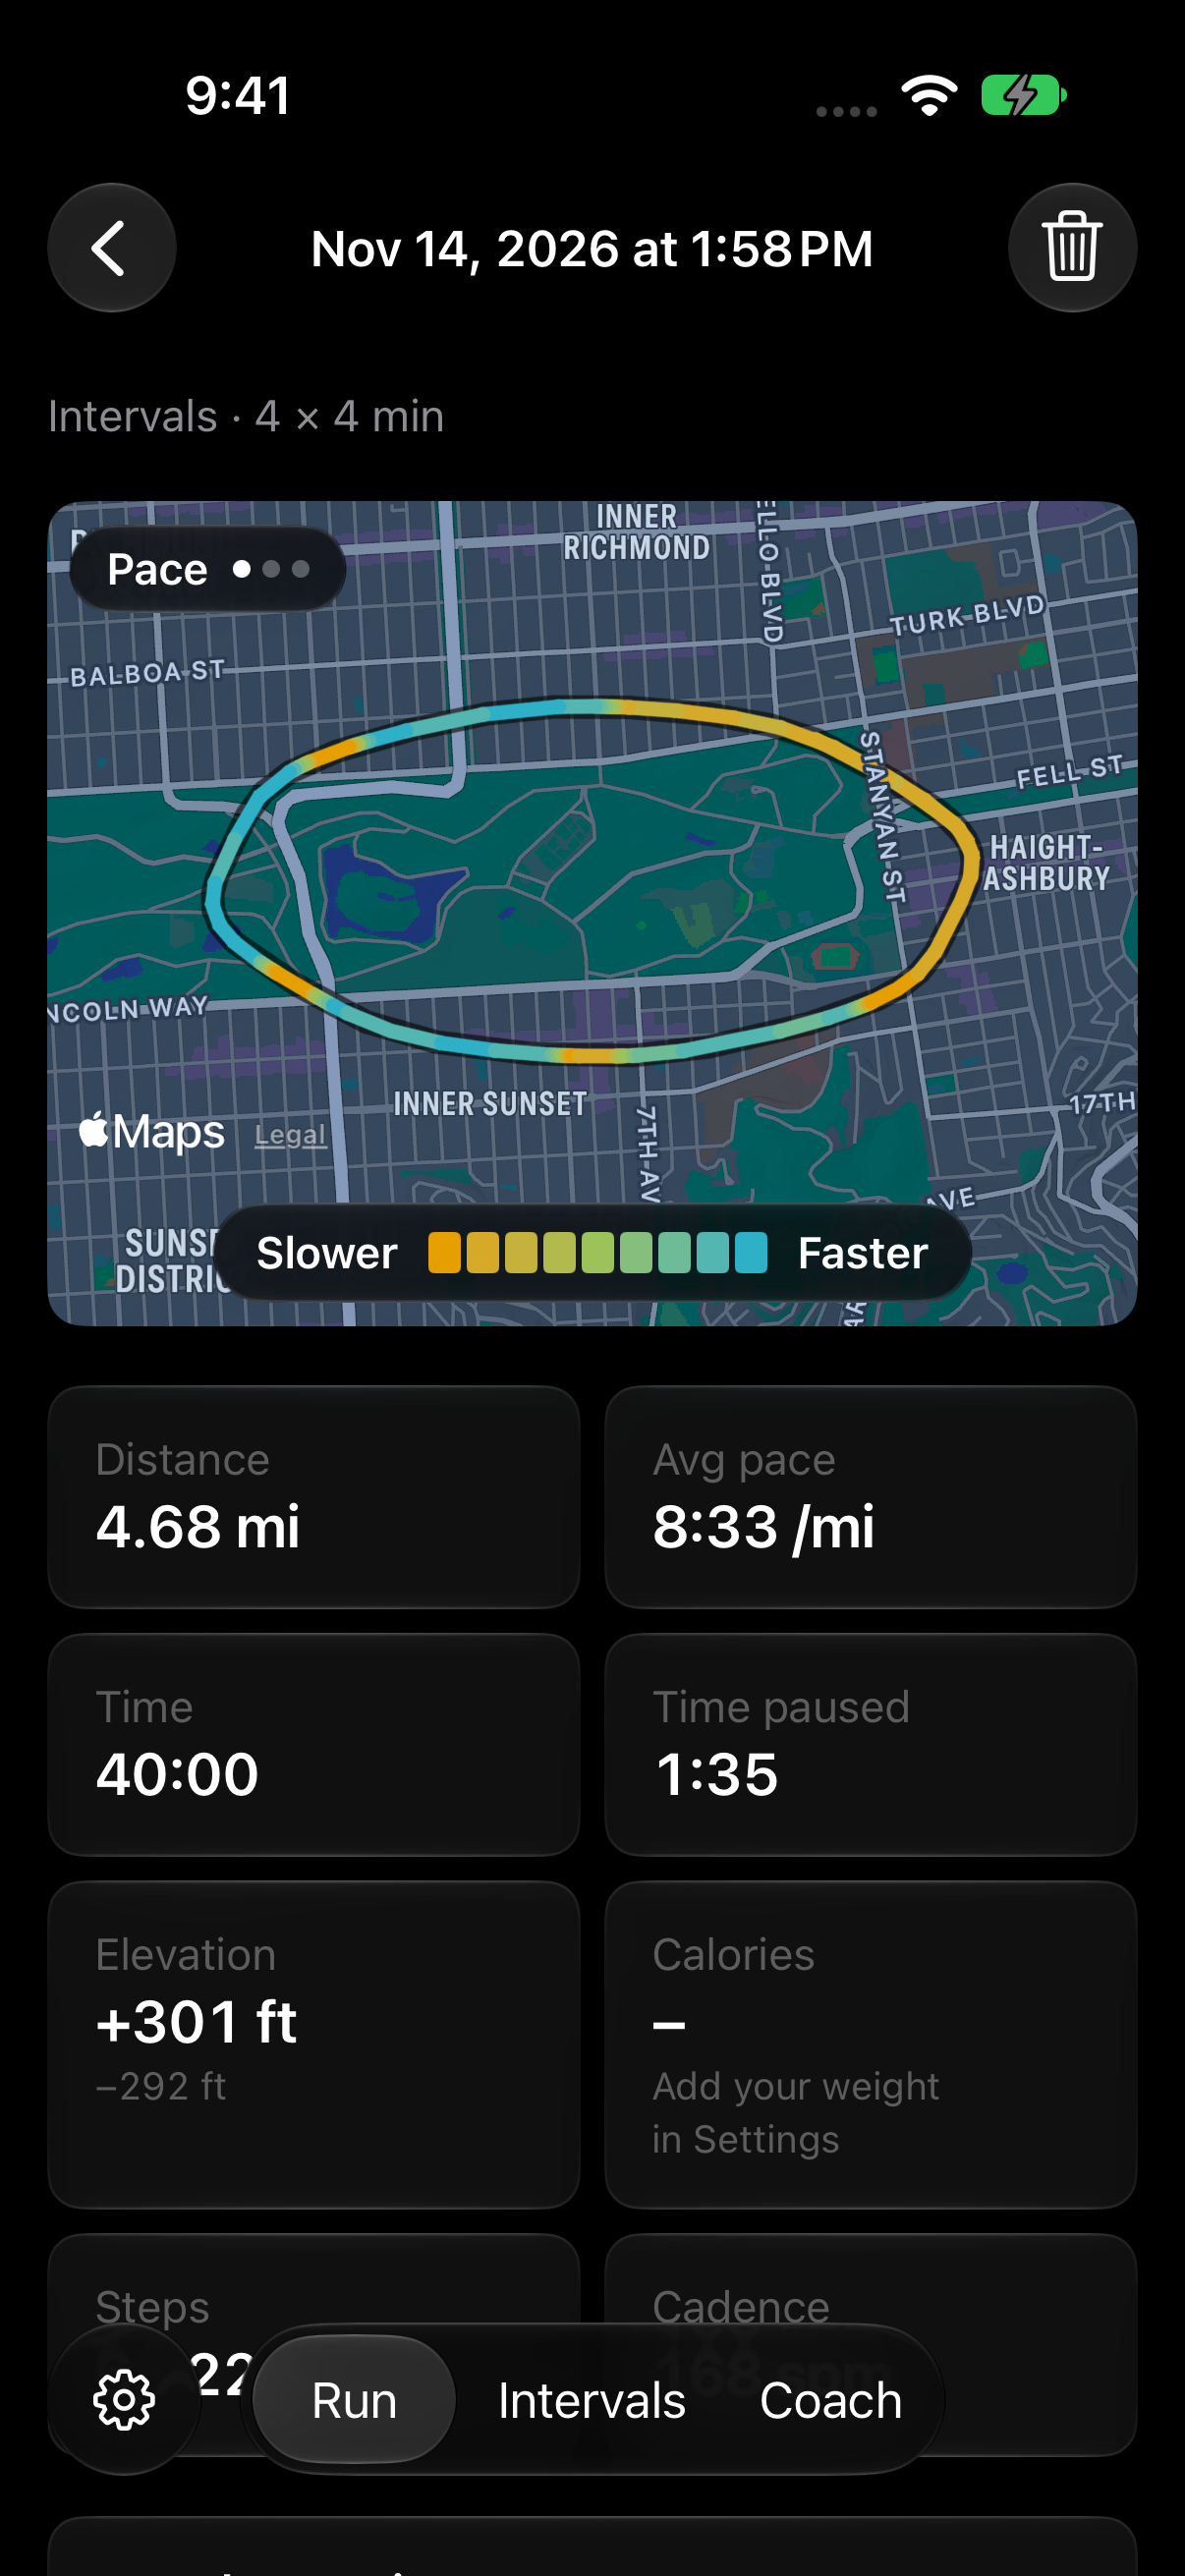 9:41
Nov 14, 2026 at 1:58 PM
Intervals · 4 × 4 min
INNER
RICHMOND
Pace
TURK BLVD
BALBOA ST
STANYAN ST
FELL ST
HAIGHT-
ASHBURY
INNER SUNSET
7TH AV
17TH
Maps
Legal
AVE
Slower
Faster
Distance
4.68 mi
Avg pace
8:33 /mi
Time
40:00
Time paused
1:35
Elevation
+301 ft
−292 ft
Calories
–
Add your weight
in Settings
Steps
Cadence
168 spm
Run
Intervals
Coach